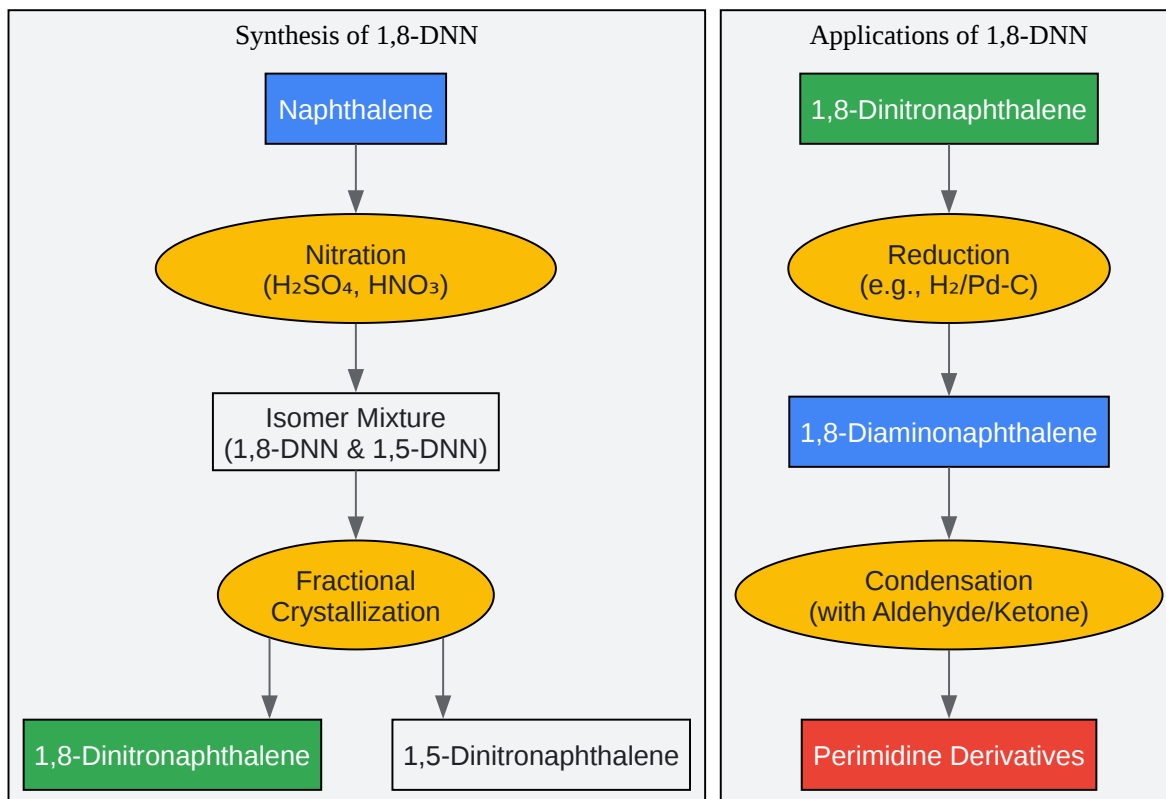 Synthesis of 1,8-DNN
Naphthalene
Nitration
(H₂SO₄, HNO₃)
Isomer Mixture
(1,8-DNN & 1,5-DNN)
Fractional
Crystallization
1,8-Dinitronaphthalene
1,5-Dinitronaphthalene
Applications of 1,8-DNN
1,8-Dinitronaphthalene
Reduction
(e.g., H₂/Pd-C)
1,8-Diaminonaphthalene
Condensation
(with Aldehyde/Ketone)
Perimidine Derivatives